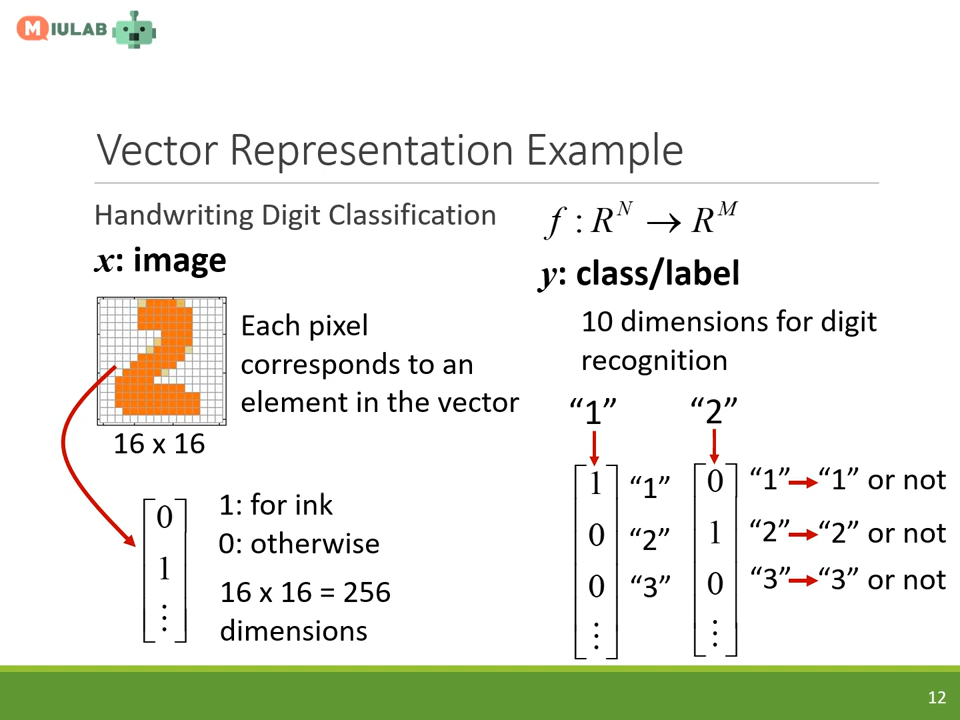 MIULAB
Vector Representation Example
Handwriting Digit Classification
x: image
Each pixel
corresponds to an
element in the vector
16 x 16
0
1
⋮
1: for ink
0: otherwise
16 x 16 = 256
dimensions
f : R^N → R^M
y: class/label
10 dimensions for digit
recognition
“1” “2”
1 “1” 0 “1” → “1” or not
0 “2” 1 “2” → “2” or not
0 “3” 0 “3” → “3” or not
⋮ ⋮
12